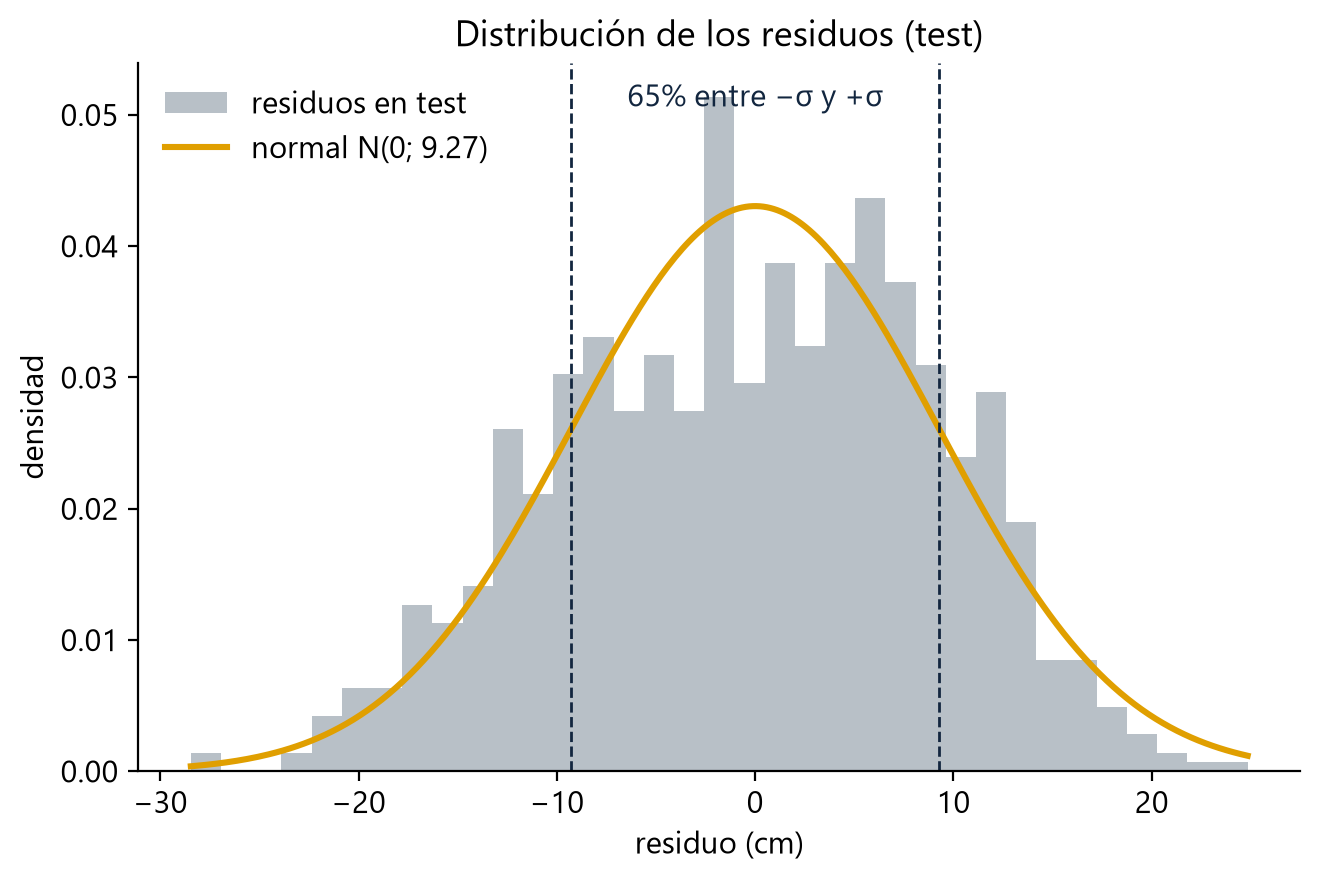 Distribución de los residuos (test)
residuos en test
normal N(0; 9.27)
65% entre −σ y +σ
densidad
0.05
0.04
0.03
0.02
0.01
0.00
−30
−20
−10
0
10
20
residuo (cm)